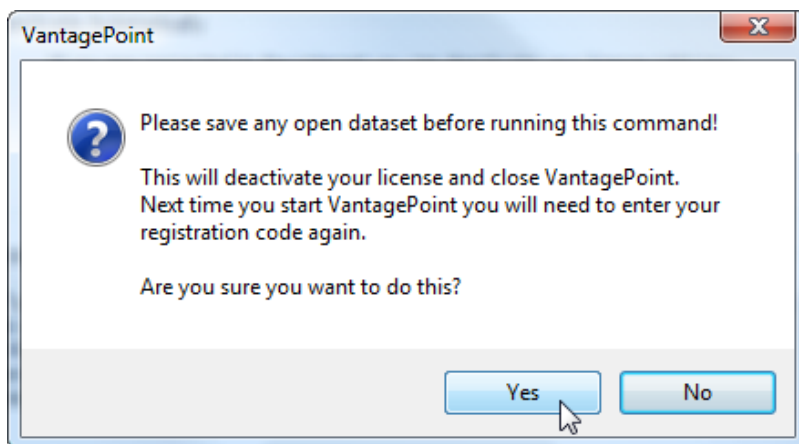 VantagePoint
Please save any open dataset before running this command!
This will deactivate your license and close VantagePoint.
Next time you start VantagePoint you will need to enter your
registration code again.
Are you sure you want to do this?
Yes
No